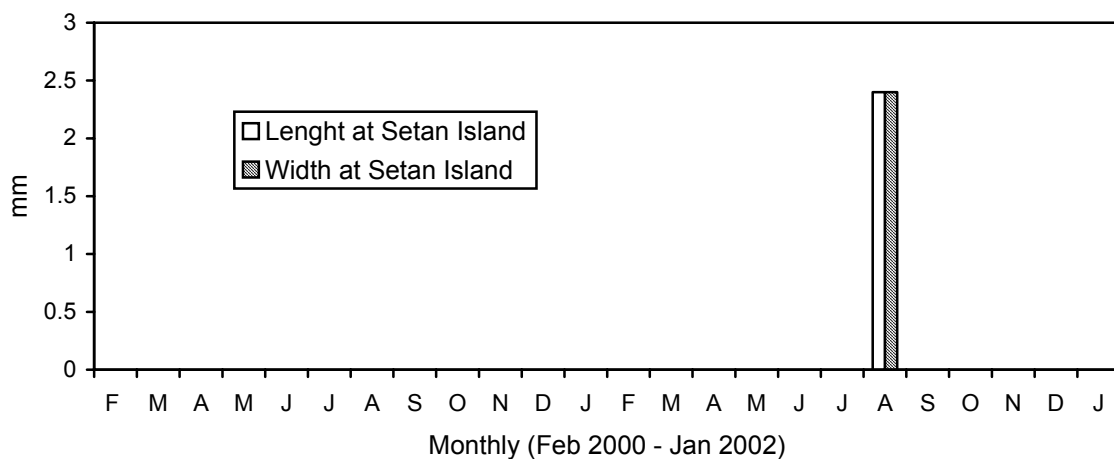 3
2.5
2
1.5
1
0.5
0
mm
Lenght at Setan Island
Width at Setan Island
F M A M J J A S O N D J F M A M J J A S O N D J
Monthly (Feb 2000 - Jan 2002)